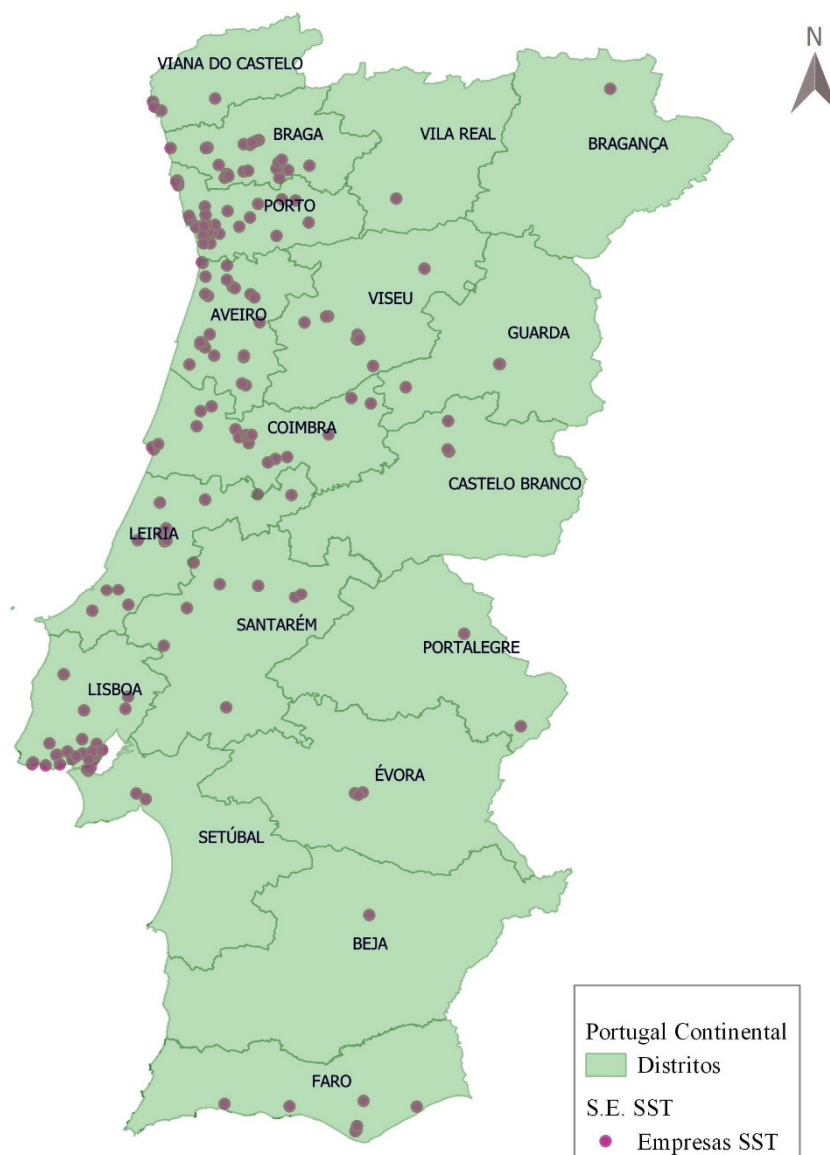 N
VIANA DO CASTELO
BRAGA
VILA REAL
BRAGANÇA
PORTO
AVEIRO
VISEU
GUARDA
COIMBRA
CASTELO BRANCO
LEIRIA
SANTARÉM
PORTALEGRE
LISBOA
ÉVORA
SETÚBAL
BEJA
FARO
Portugal Continental
Distritos
S.E. SST
Empresas SST